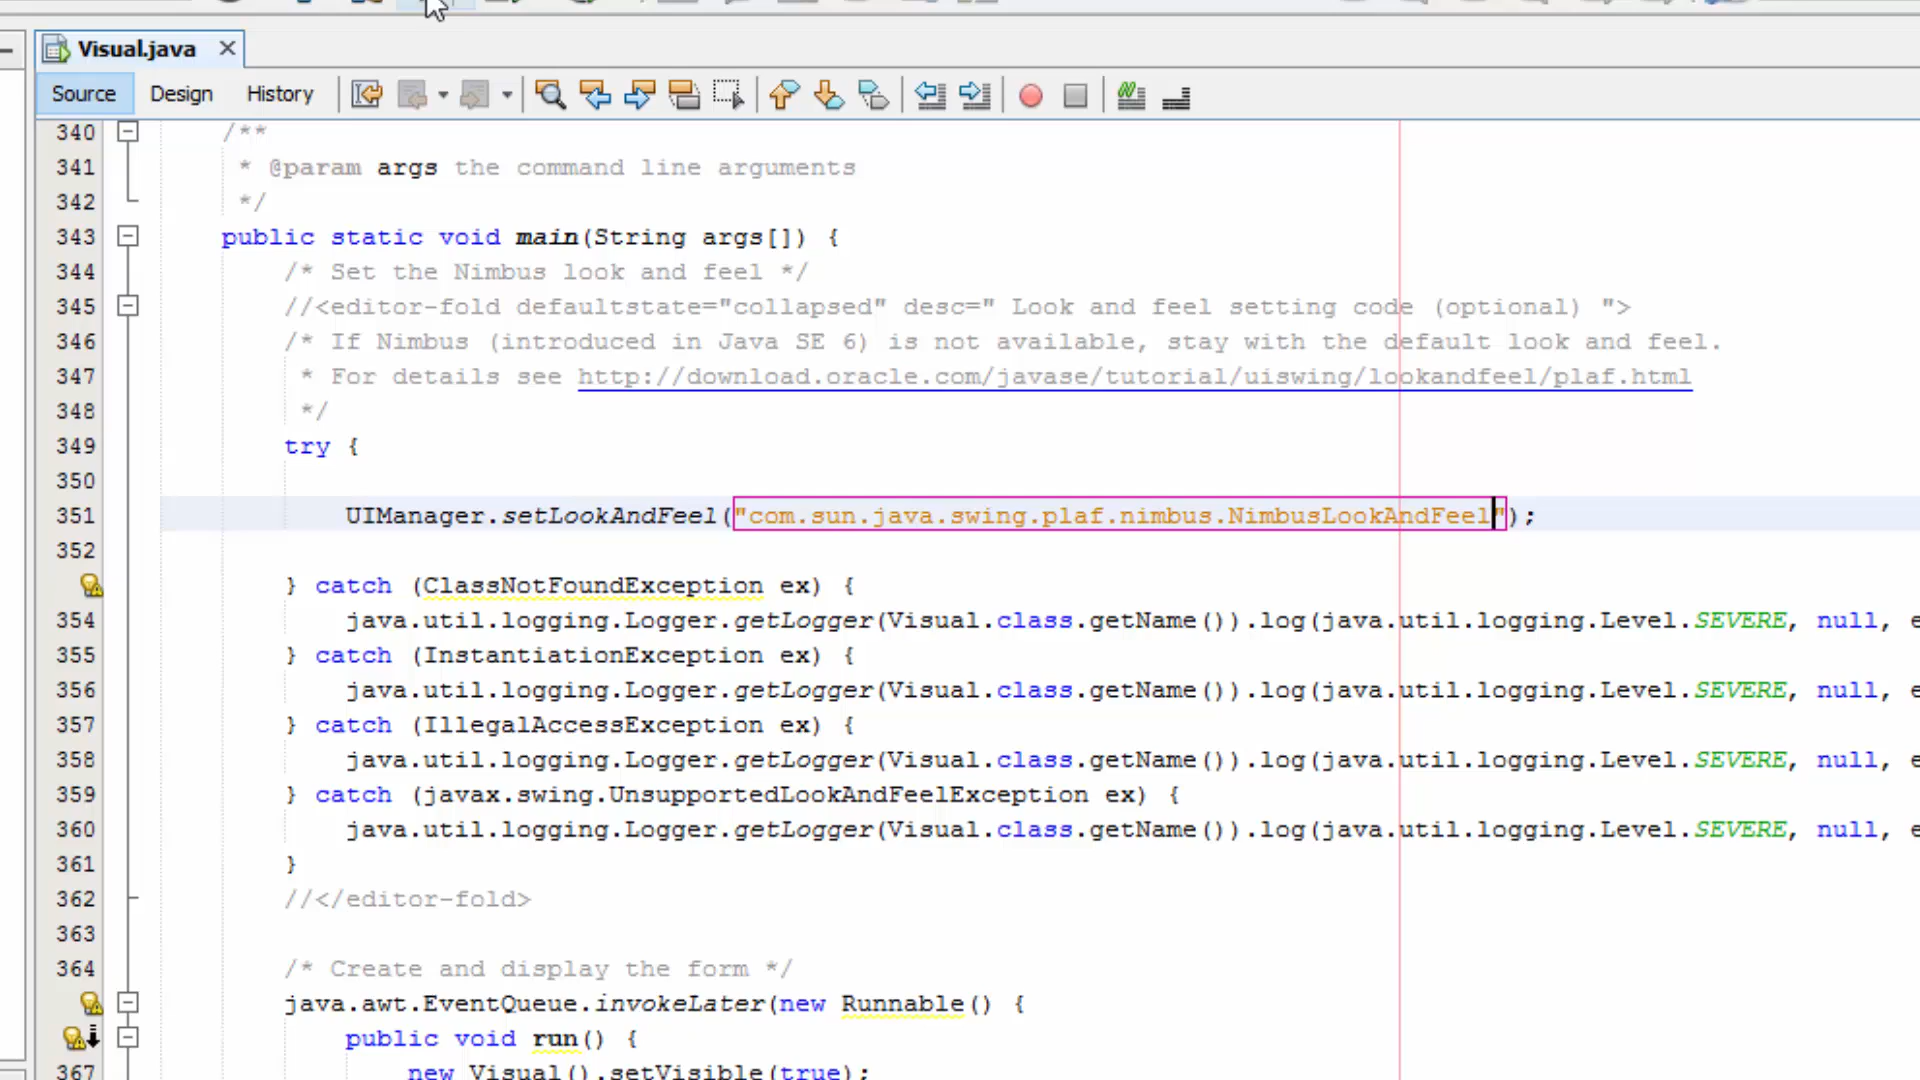 Visual.java
Source Design History
340 /**
341 * @param args the command line arguments
342 */
343 public static void main(String args[]) {
344 /* Set the Nimbus look and feel */
345 //<editor-fold defaultstate="collapsed" desc=" Look and feel setting code (optional) ">
346 /* If Nimbus (introduced in Java SE 6) is not available, stay with the default look and feel.
347 * For details see http://download.oracle.com/javase/tutorial/uiswing/lookandfeel/plaf.html
348 */
349 try {
350
351 UIManager.setLookAndFeel("com.sun.java.swing.plaf.nimbus.NimbusLookAndFeel");
352
} catch (ClassNotFoundException ex) {
354 java.util.logging.Logger.getLogger(Visual.class.getName()).log(java.util.logging.Level.SEVERE, null, e
355 } catch (InstantiationException ex) {
356 java.util.logging.Logger.getLogger(Visual.class.getName()).log(java.util.logging.Level.SEVERE, null, e
357 } catch (IllegalAccessException ex) {
358 java.util.logging.Logger.getLogger(Visual.class.getName()).log(java.util.logging.Level.SEVERE, null, e
359 } catch (javax.swing.UnsupportedLookAndFeelException ex) {
360 java.util.logging.Logger.getLogger(Visual.class.getName()).log(java.util.logging.Level.SEVERE, null, e
361 }
362 //</editor-fold>
363
364 /* Create and display the form */
java.awt.EventQueue.invokeLater(new Runnable() {
public void run() {
367 new Visual().setVisible(true);